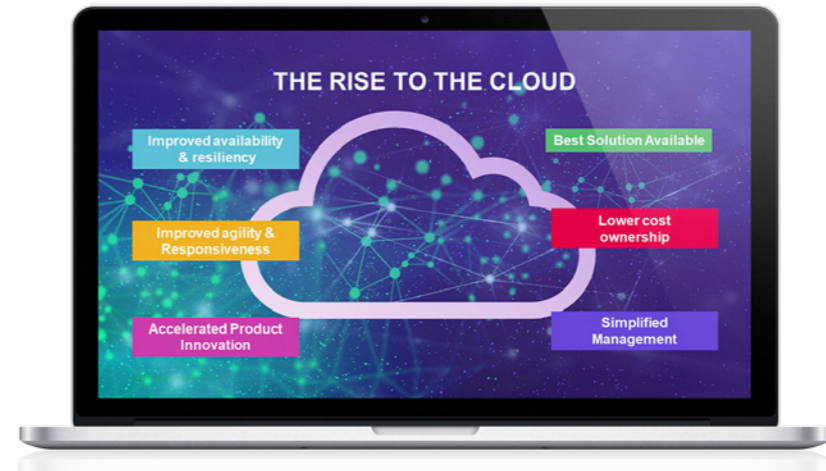 THE RISE TO THE CLOUD
Improved availability
& resiliency
Best Solution Available
Improved agility &
Responsiveness
Lower cost
ownership
Accelerated Product
Innovation
Simplified
Management